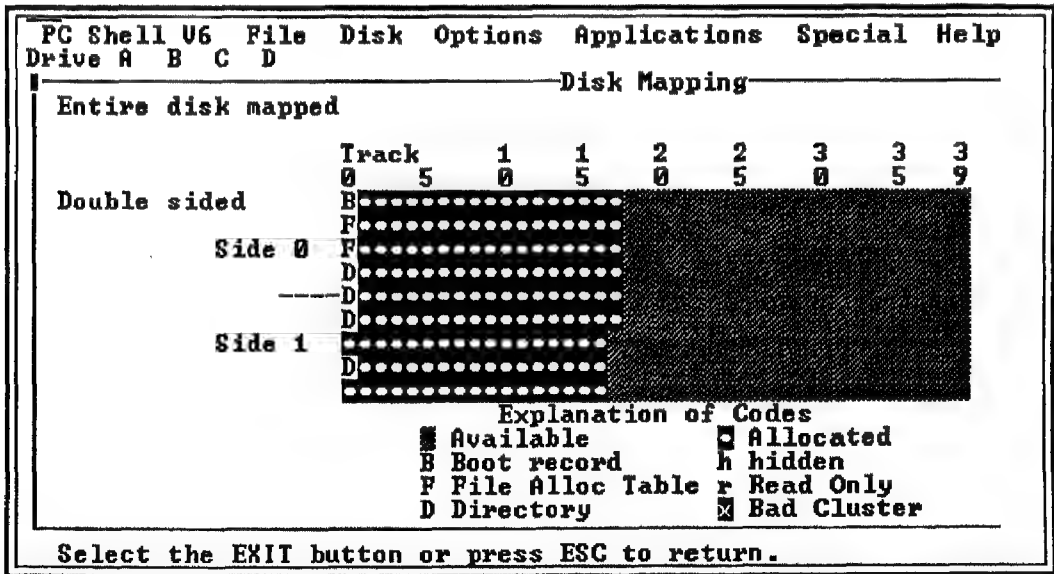 PC Shell V6 File Disk Options Applications Special Help
Drive A B C D
Disk Mapping
Entire disk mapped
Track 1 1 2 2 3 3 3
0 5 0 5 0 5 0 5 9
Double sided B
F
Side 0 F
D
D
D
Side 1
D
Explanation of Codes
Available Allocated
B Boot record h hidden
F File Alloc Table r Read Only
D Directory x Bad Cluster
Select the EXIT button or press ESC to return.